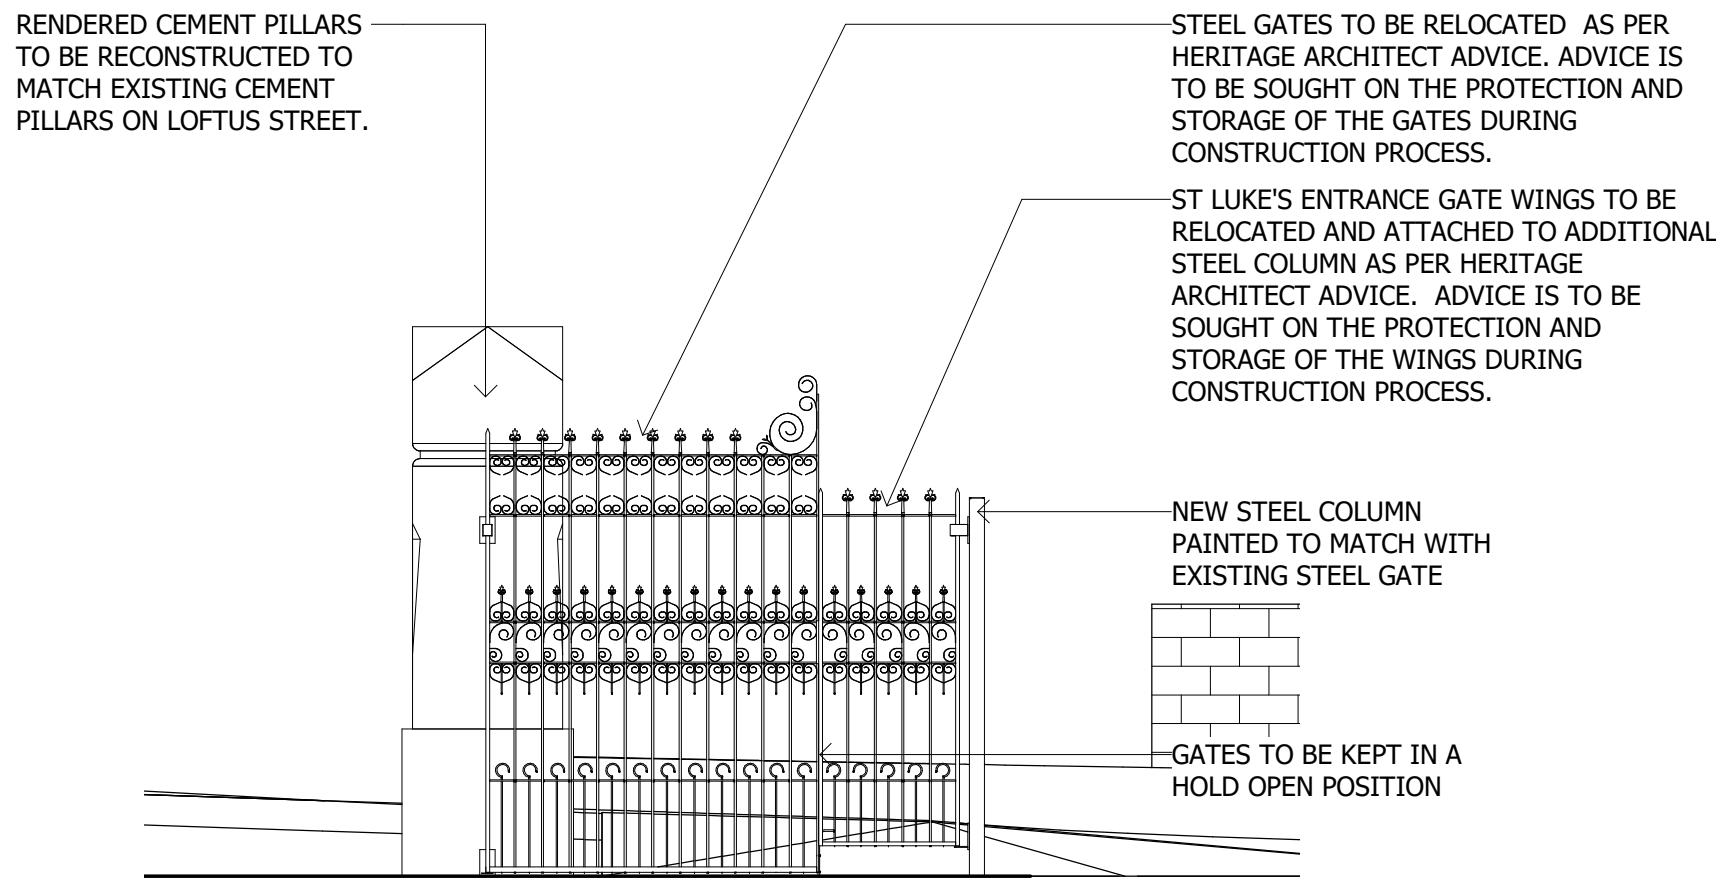 RENDERED CEMENT PILLARS
TO BE RECONSTRUCTED TO
MATCH EXISTING CEMENT
PILLARS ON LOFTUS STREET.
STEEL GATES TO BE RELOCATED  AS PER
HERITAGE ARCHITECT ADVICE. ADVICE IS
TO BE SOUGHT ON THE PROTECTION AND
STORAGE OF THE GATES DURING
CONSTRUCTION PROCESS.
ST LUKE'S ENTRANCE GATE WINGS TO BE
RELOCATED AND ATTACHED TO ADDITIONAL
STEEL COLUMN AS PER HERITAGE
ARCHITECT ADVICE.  ADVICE IS TO BE
SOUGHT ON THE PROTECTION AND
STORAGE OF THE WINGS DURING
CONSTRUCTION PROCESS.
NEW STEEL COLUMN
PAINTED TO MATCH WITH
EXISTING STEEL GATE
GATES TO BE KEPT IN A
HOLD OPEN POSITION